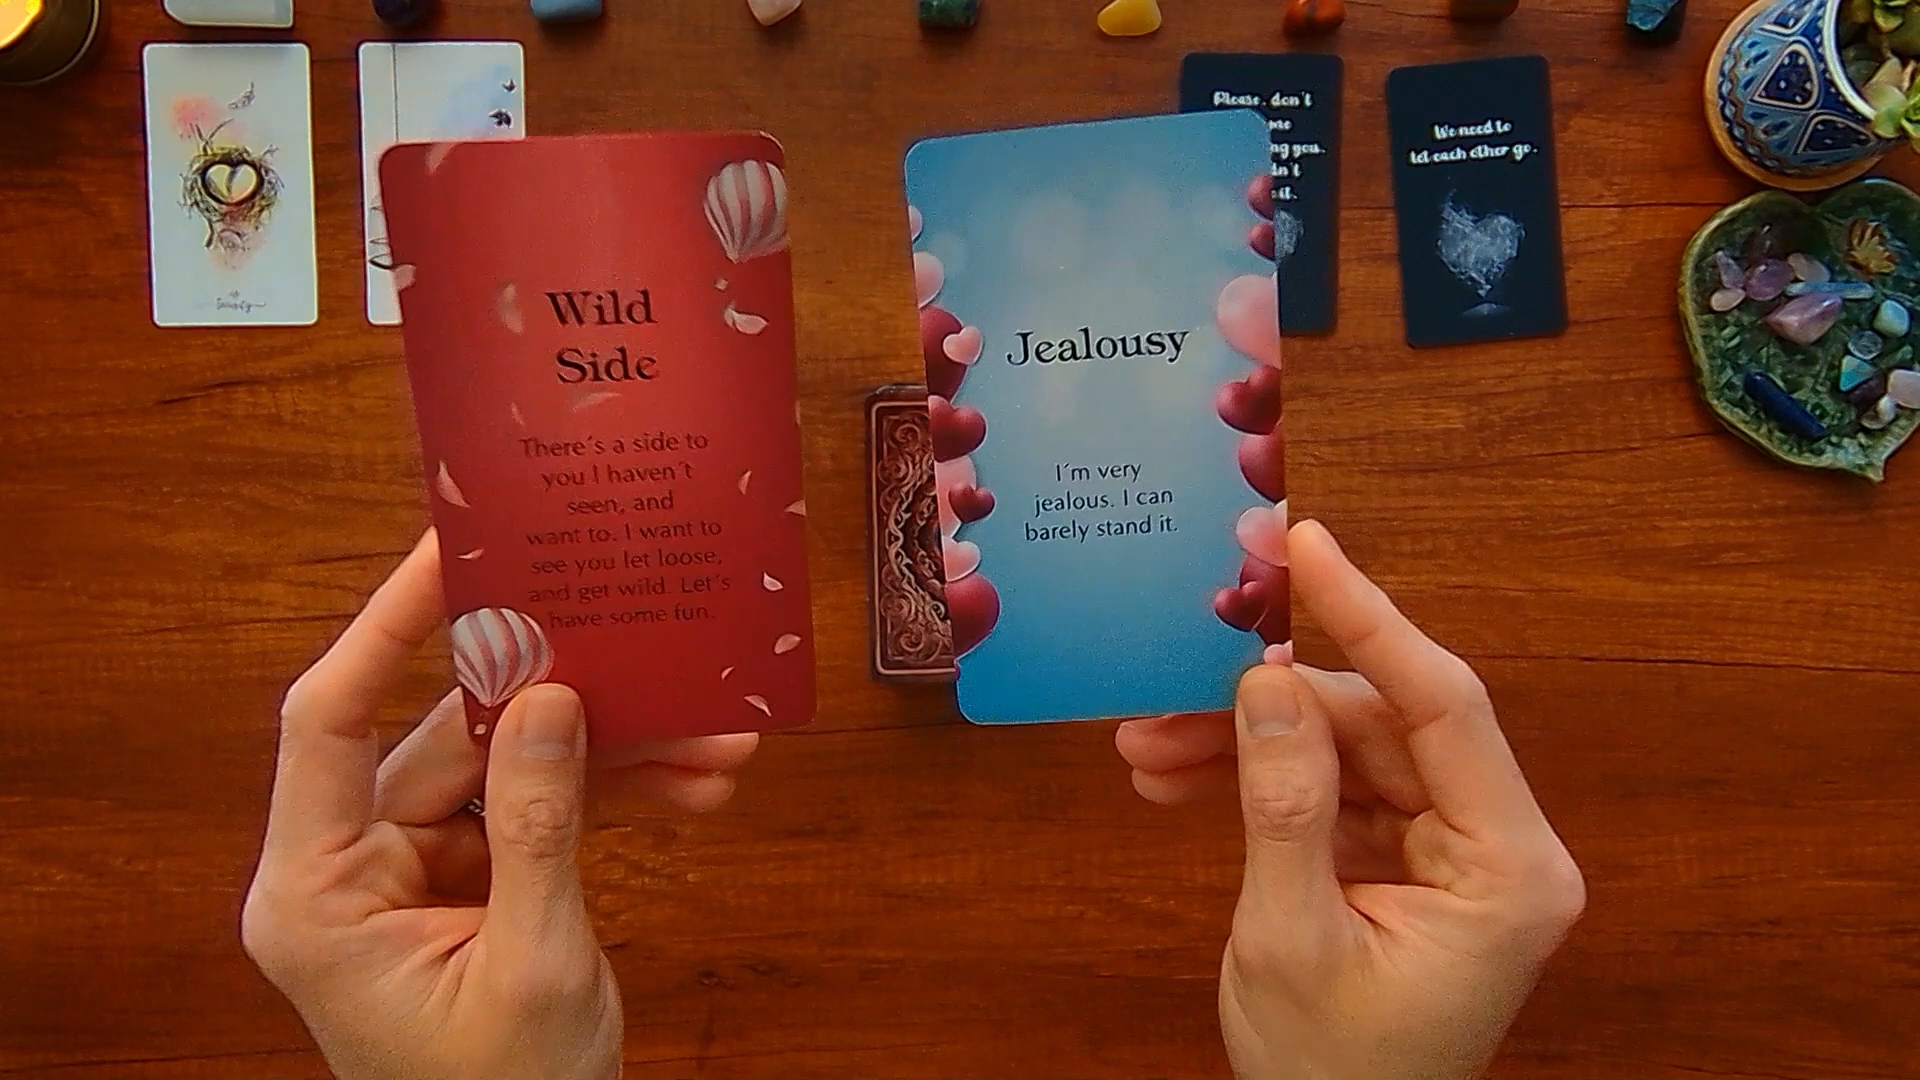 Wild
Side
There´s a side to
you I haven´t
seen, and
want to. I want to
see you let loose,
and get wild. Let´s
have some fun.
Jealousy
I´m very
jealous. I can
barely stand it.
Please, don't
We need to
let each other go.